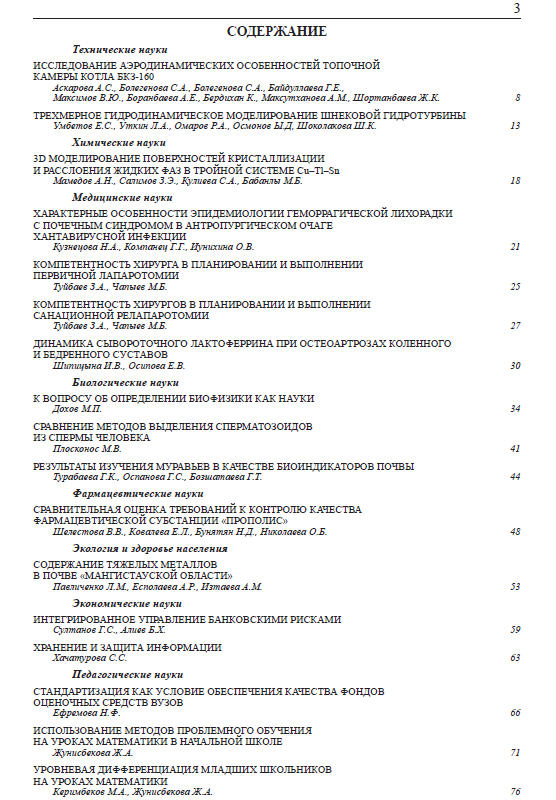 3
СОДЕРЖАНИЕ
Технические науки
ИССЛЕДОВАНИЕ АЭРОДИНАМИЧЕСКИХ ОСОБЕННОСТЕЙ ТОПОЧНОЙ
КАМЕРЫ КОТЛА БКЗ-160
Аскарова А.С., Болегенова С.А., Болегенова С.А., Байдуллаева Г.Е.,
Максимов В.Ю., Боранбаева А.Е., Бердихан К., Максутханова А.М., Шортанбаева Ж.К. 8
ТРЕХМЕРНОЕ ГИДРОДИНАМИЧЕСКОЕ МОДЕЛИРОВАНИЕ ШНЕКОВОЙ ГИДРОТУРБИНЫ
Умбетов Е.С., Уткин Л.А., Омаров Р.А., Осмонов Ы.Д, Шоколакова Ш.К. 13
Химические науки
3D МОДЕЛИРОВАНИЕ ПОВЕРХНОСТЕЙ КРИСТАЛЛИЗАЦИИ
И РАССЛОЕНИЯ ЖИДКИХ ФАЗ В ТРОЙНОЙ СИСТЕМЕ Cu–Tl–Sn
Мамедов А.Н., Салимов З.Э., Кулиева С.А., Бабанлы М.Б. 18
Медицинские науки
ХАРАКТЕРНЫЕ ОСОБЕННОСТИ ЭПИДЕМИОЛОГИИ ГЕМОРРАГИЧЕСКОЙ ЛИХОРАДКИ
С ПОЧЕЧНЫМ СИНДРОМОМ В АНТРОПУРГИЧЕСКОМ ОЧАГЕ
ХАНТАВИРУСНОЙ ИНФЕКЦИИ
Кузнецова Н.А., Компанец Г.Г., Иунихина О.В. 21
КОМПЕТЕНТНОСТЬ ХИРУРГА В ПЛАНИРОВАНИИ И ВЫПОЛНЕНИИ
ПЕРВИЧНОЙ ЛАПАРОТОМИИ
Туйбаев З.А., Чапыев М.Б. 25
КОМПЕТЕНТНОСТЬ ХИРУРГОВ В ПЛАНИРОВАНИИ И ВЫПОЛНЕНИИ
САНАЦИОННОЙ РЕЛАПАРОТОМИИ
Туйбаев З.А., Чапыев М.Б. 27
ДИНАМИКА СЫВОРОТОЧНОГО ЛАКТОФЕРРИНА ПРИ ОСТЕОАРТРОЗАХ КОЛЕННОГО
И БЕДРЕННОГО СУСТАВОВ
Шипицына И.В., Осипова Е.В. 30
Биологические науки
К ВОПРОСУ ОБ ОПРЕДЕЛЕНИИ БИОФИЗИКИ КАК НАУКИ
Дохов М.П. 34
СРАВНЕНИЕ МЕТОДОВ ВЫДЕЛЕНИЯ СПЕРМАТОЗОИДОВ
ИЗ СПЕРМЫ ЧЕЛОВЕКА
Плосконос М.В. 41
РЕЗУЛЬТАТЫ ИЗУЧЕНИЯ МУРАВЬЕВ В КАЧЕСТВЕ БИОИНДИКАТОРОВ ПОЧВЫ
Турабаева Г.К., Оспанова Г.С., Бозшатаева Г.Т. 44
Фармацевтические науки
СРАВНИТЕЛЬНАЯ ОЦЕНКА ТРЕБОВАНИЙ К КОНТРОЛЮ КАЧЕСТВА
ФАРМАЦЕВТИЧЕСКОЙ СУБСТАНЦИИ «ПРОПОЛИС»
Шелестова В.В., Ковалева Е.Л., Бунятян Н.Д., Николаева О.Б. 48
Экология и здоровье населения
СОДЕРЖАНИЕ ТЯЖЕЛЫХ МЕТАЛЛОВ
В ПОЧВЕ «МАНГИСТАУСКОЙ ОБЛАСТИ»
Павличенко Л.М., Есполаева А.Р., Изтаева А.М. 53
Экономические науки
ИНТЕГРИРОВАННОЕ УПРАВЛЕНИЕ БАНКОВСКИМИ РИСКАМИ
Султанов Г.С., Алиев Б.Х. 59
ХРАНЕНИЕ И ЗАЩИТА ИНФОРМАЦИИ
Хачатурова С.С. 63
Педагогические науки
СТАНДАРТИЗАЦИЯ КАК УСЛОВИЕ ОБЕСПЕЧЕНИЯ КАЧЕСТВА ФОНДОВ
ОЦЕНОЧНЫХ СРЕДСТВ ВУЗОВ
Ефремова Н.Ф. 66
ИСПОЛЬЗОВАНИЕ МЕТОДОВ ПРОБЛЕМНОГО ОБУЧЕНИЯ
НА УРОКАХ МАТЕМАТИКИ В НАЧАЛЬНОЙ ШКОЛЕ
Жунисбекова Ж.А. 71
УРОВНЕВАЯ ДИФФЕРЕНЦИАЦИЯ МЛАДШИХ ШКОЛЬНИКОВ
НА УРОКАХ МАТЕМАТИКИ
Керимбеков М.А., Жунисбекова Ж.А. 76